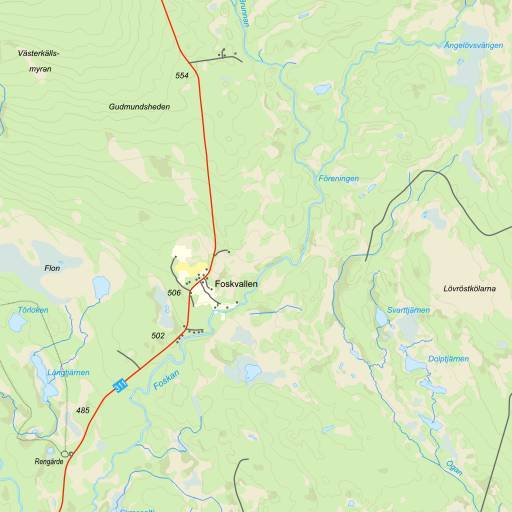 Västerkälls-
myran
Ängelövsvängen
554
Gudmundsheden
Föreningen
Flon
Foskvallen
506
Lövröstkölarna
Törloken
Svarttjärnen
502
Dolptjärnen
Långtjärnen
Foskan
311
485
Rengärde
Ögan